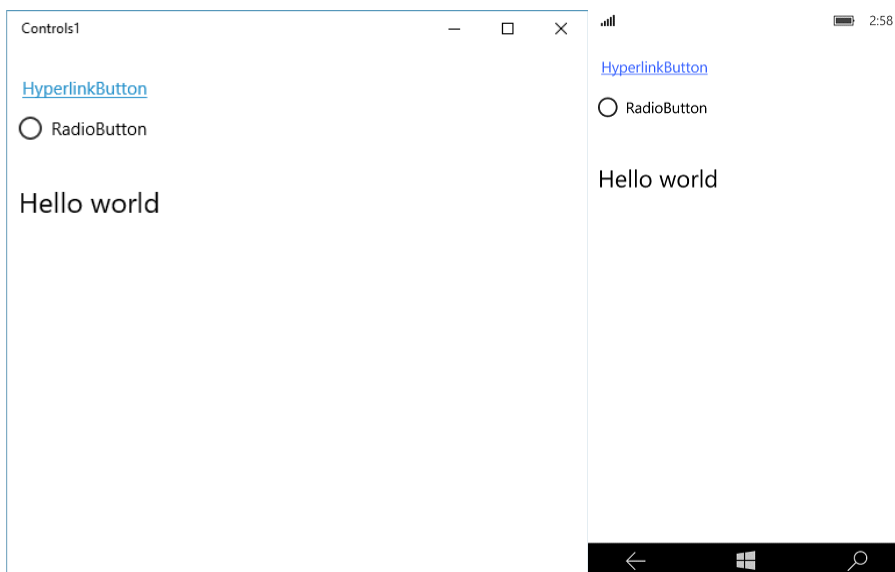 Controls1
HyperlinkButton
RadioButton
Hello world
2:58
HyperlinkButton
RadioButton
Hello world